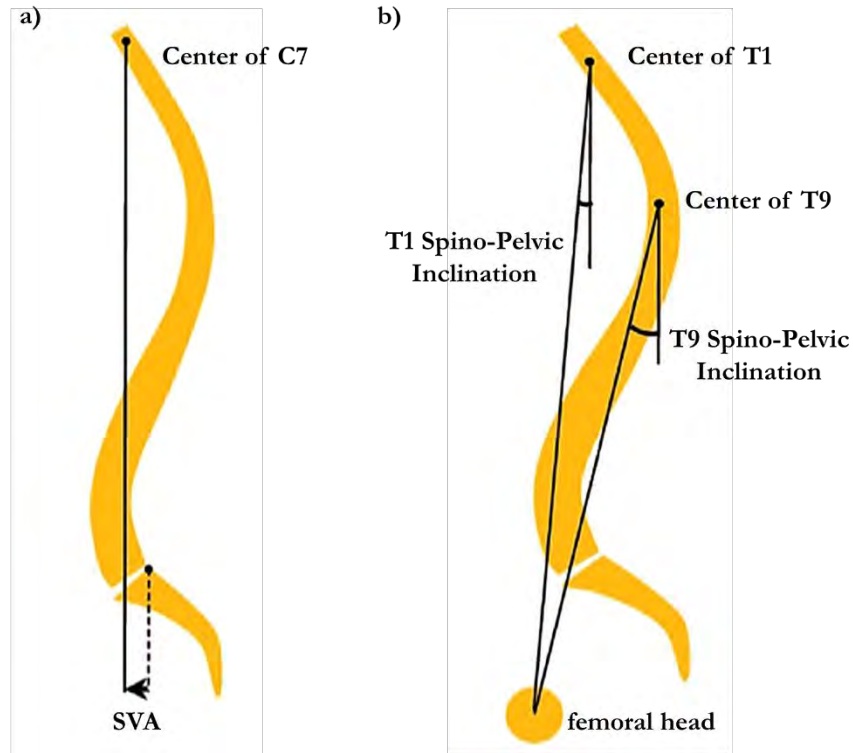 a)
Center of C7
SVA
b)
Center of T1
Center of T9
T1 Spino-Pelvic
Inclination
T9 Spino-Pelvic
Inclination
femoral head